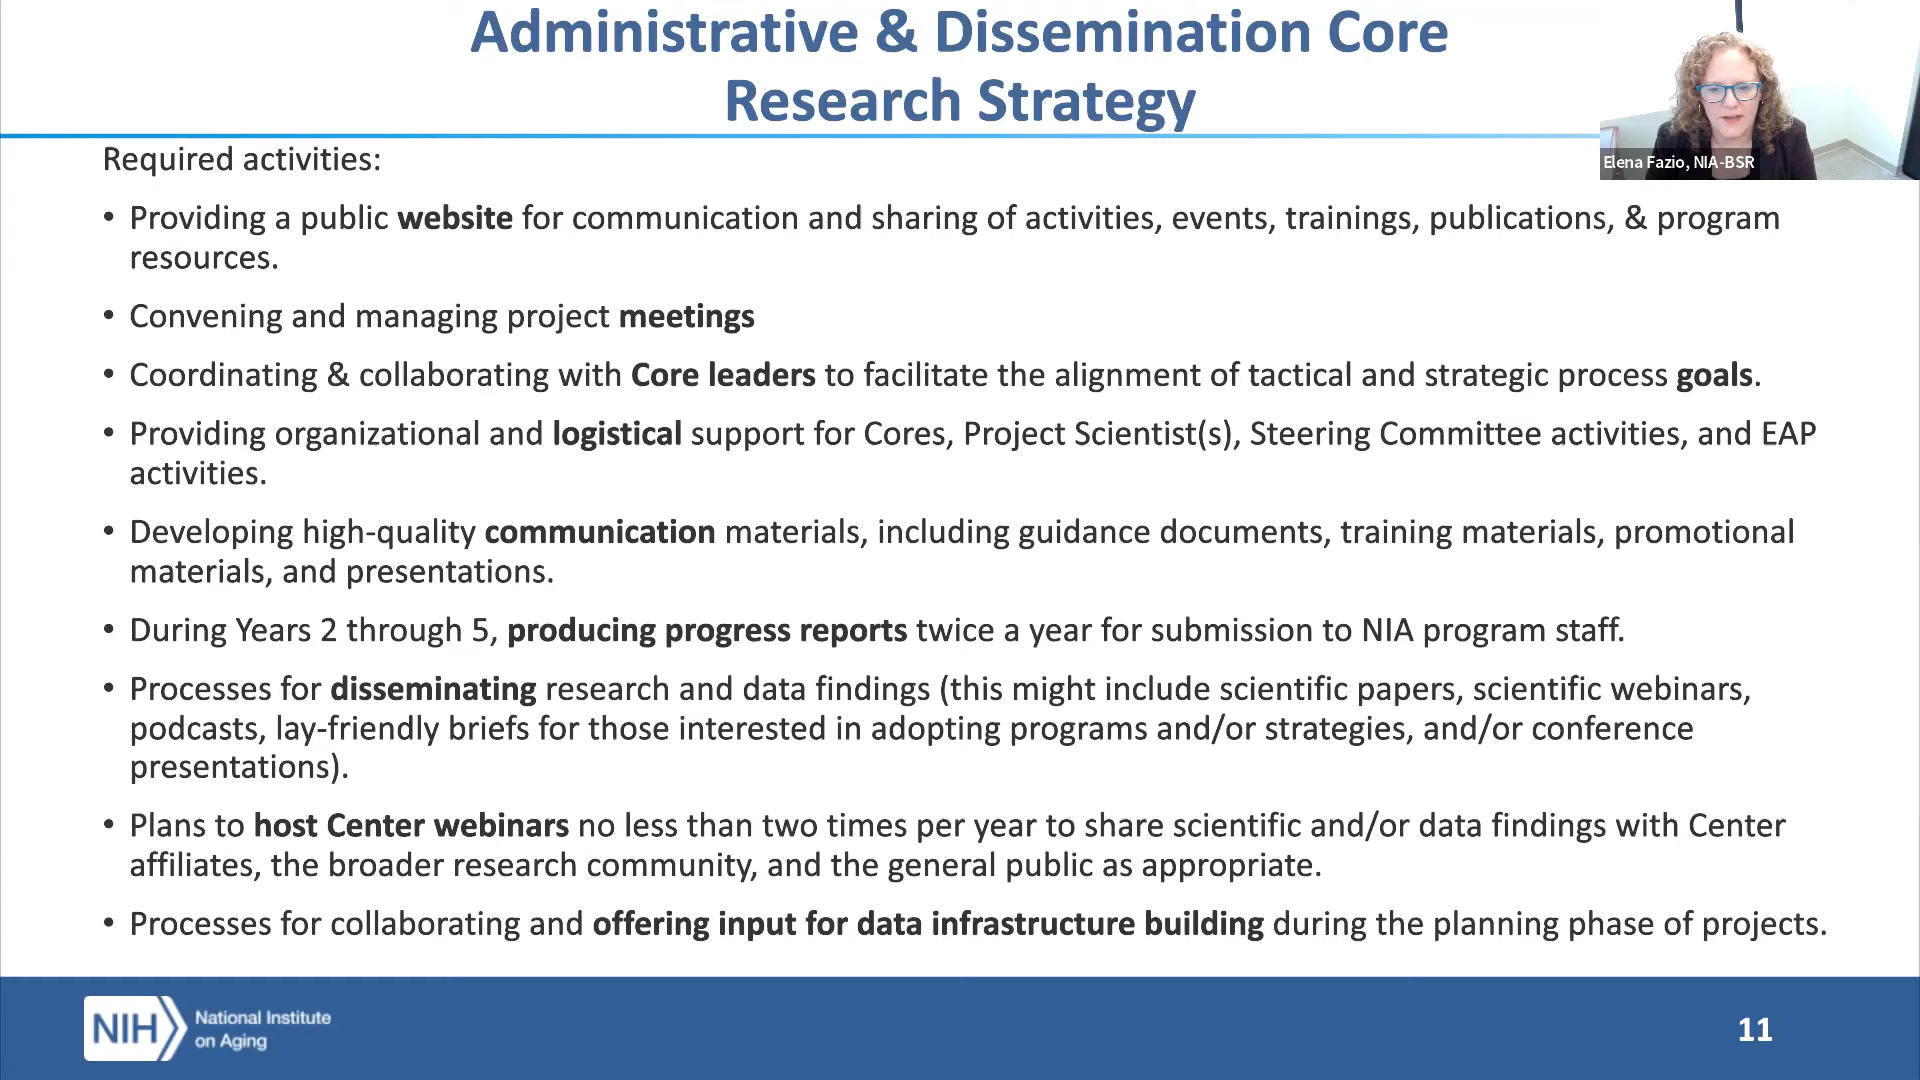 Administrative & Dissemination Core
Research Strategy
Elena Fazio, NIA-BSR
Required activities:
• Providing a public website for communication and sharing of activities, events, trainings, publications, & program
resources.
• Convening and managing project meetings
• Coordinating & collaborating with Core leaders to facilitate the alignment of tactical and strategic process goals.
• Providing organizational and logistical support for Cores, Project Scientist(s), Steering Committee activities, and EAP
activities.
• Developing high-quality communication materials, including guidance documents, training materials, promotional
materials, and presentations.
• During Years 2 through 5, producing progress reports twice a year for submission to NIA program staff.
• Processes for disseminating research and data findings (this might include scientific papers, scientific webinars,
podcasts, lay-friendly briefs for those interested in adopting programs and/or strategies, and/or conference
presentations).
• Plans to host Center webinars no less than two times per year to share scientific and/or data findings with Center
affiliates, the broader research community, and the general public as appropriate.
• Processes for collaborating and offering input for data infrastructure building during the planning phase of projects.
NIH
National Institute
on Aging
11